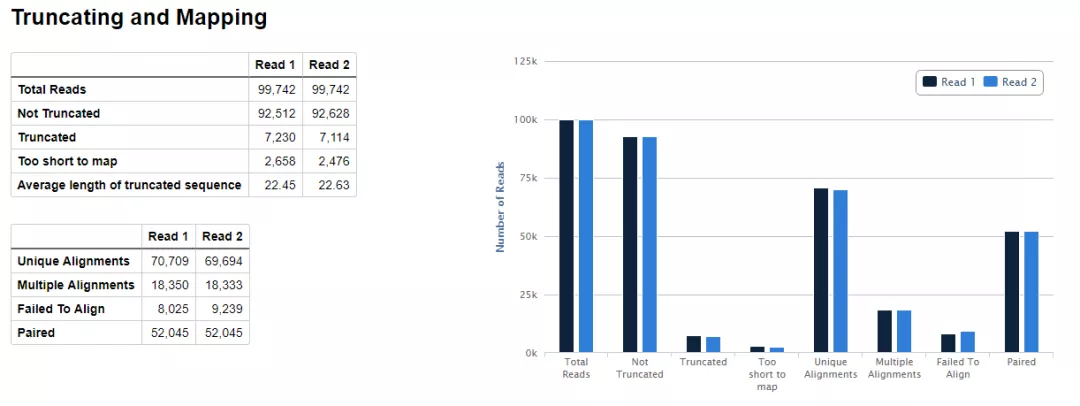 Truncating and Mapping
Read 1 Read 2
Total Reads 99,742 99,742
Not Truncated 92,512 92,628
Truncated 7,230 7,114
Too short to map 2,658 2,476
Average length of truncated sequence 22.45 22.63
Read 1 Read 2
Unique Alignments 70,709 69,694
Multiple Alignments 18,350 18,333
Failed To Align 8,025 9,239
Paired 52,045 52,045
125k
Read 1 Read 2
100k
75k
Number of Reads
50k
25k
0k
Total Not Truncated Too Unique Multiple Failed To Paired
Reads Truncated short to Alignments Alignments Align
map